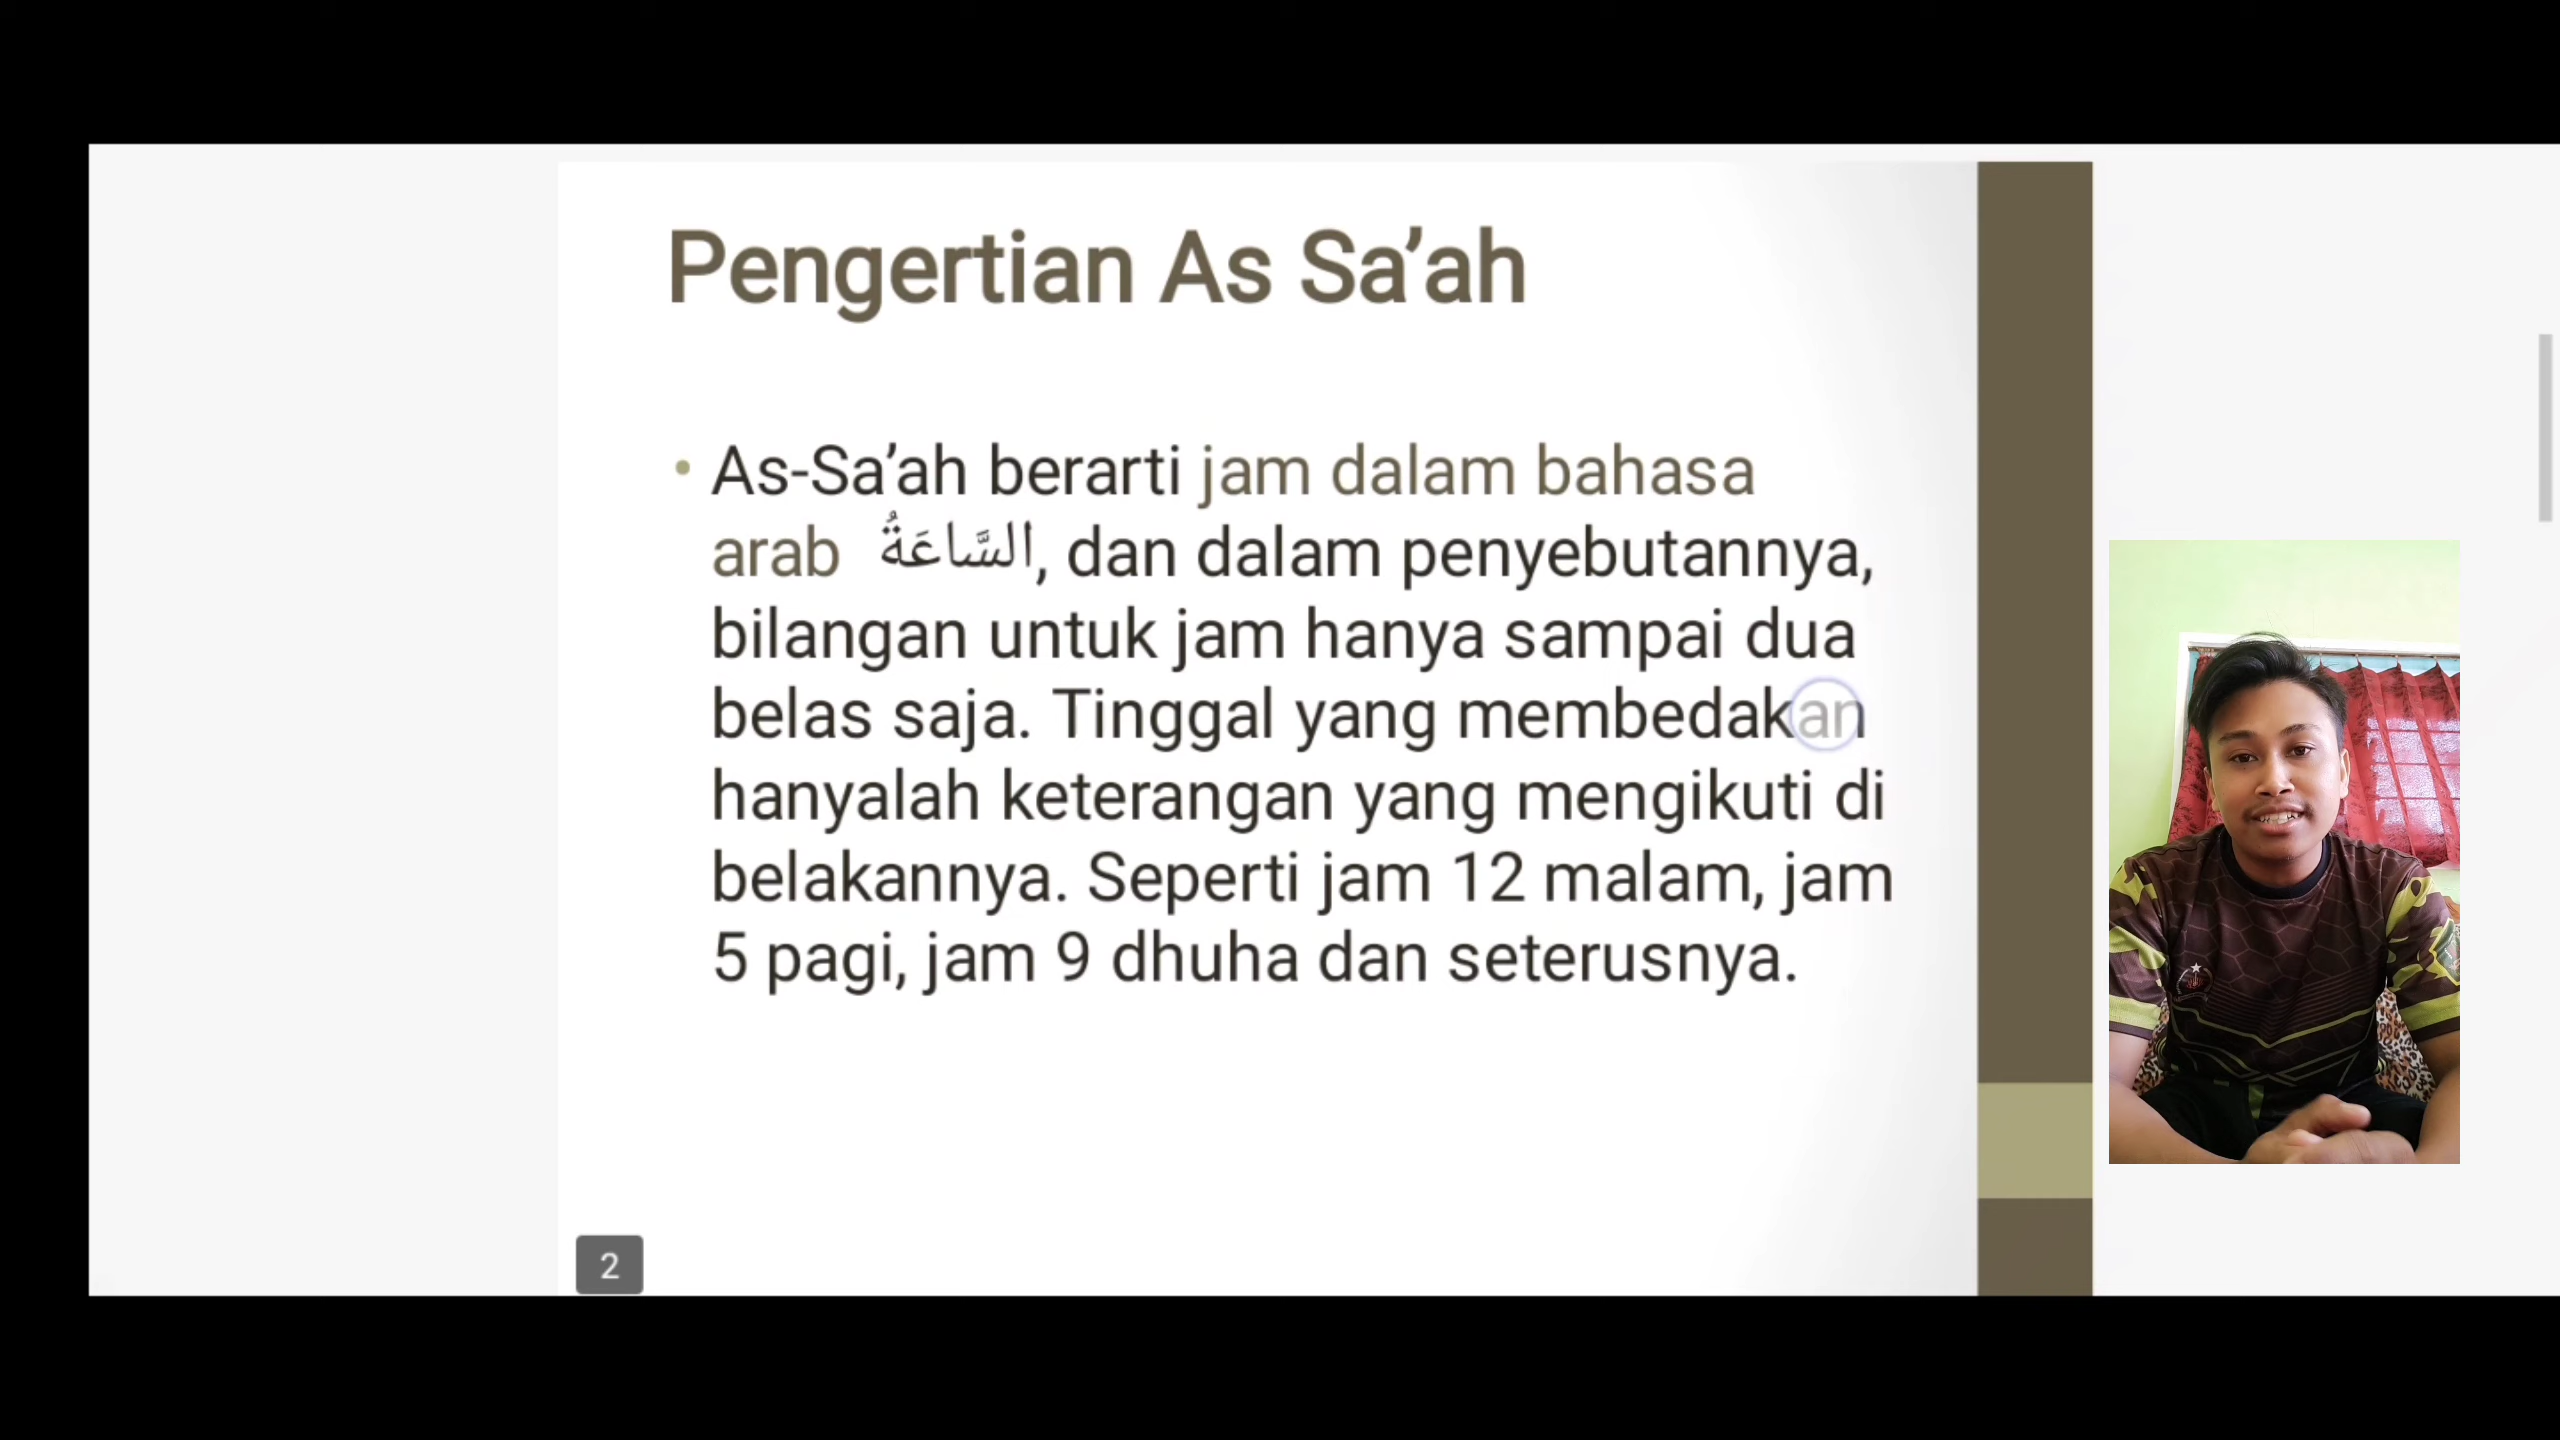 Pengertian As Sa’ah
• As-Sa’ah berarti jam dalam bahasa
arab السَّاعَةُ, dan dalam penyebutannya,
bilangan untuk jam hanya sampai dua
belas saja. Tinggal yang membedakan
hanyalah keterangan yang mengikuti di
belakannya. Seperti jam 12 malam, jam
5 pagi, jam 9 dhuha dan seterusnya.
2